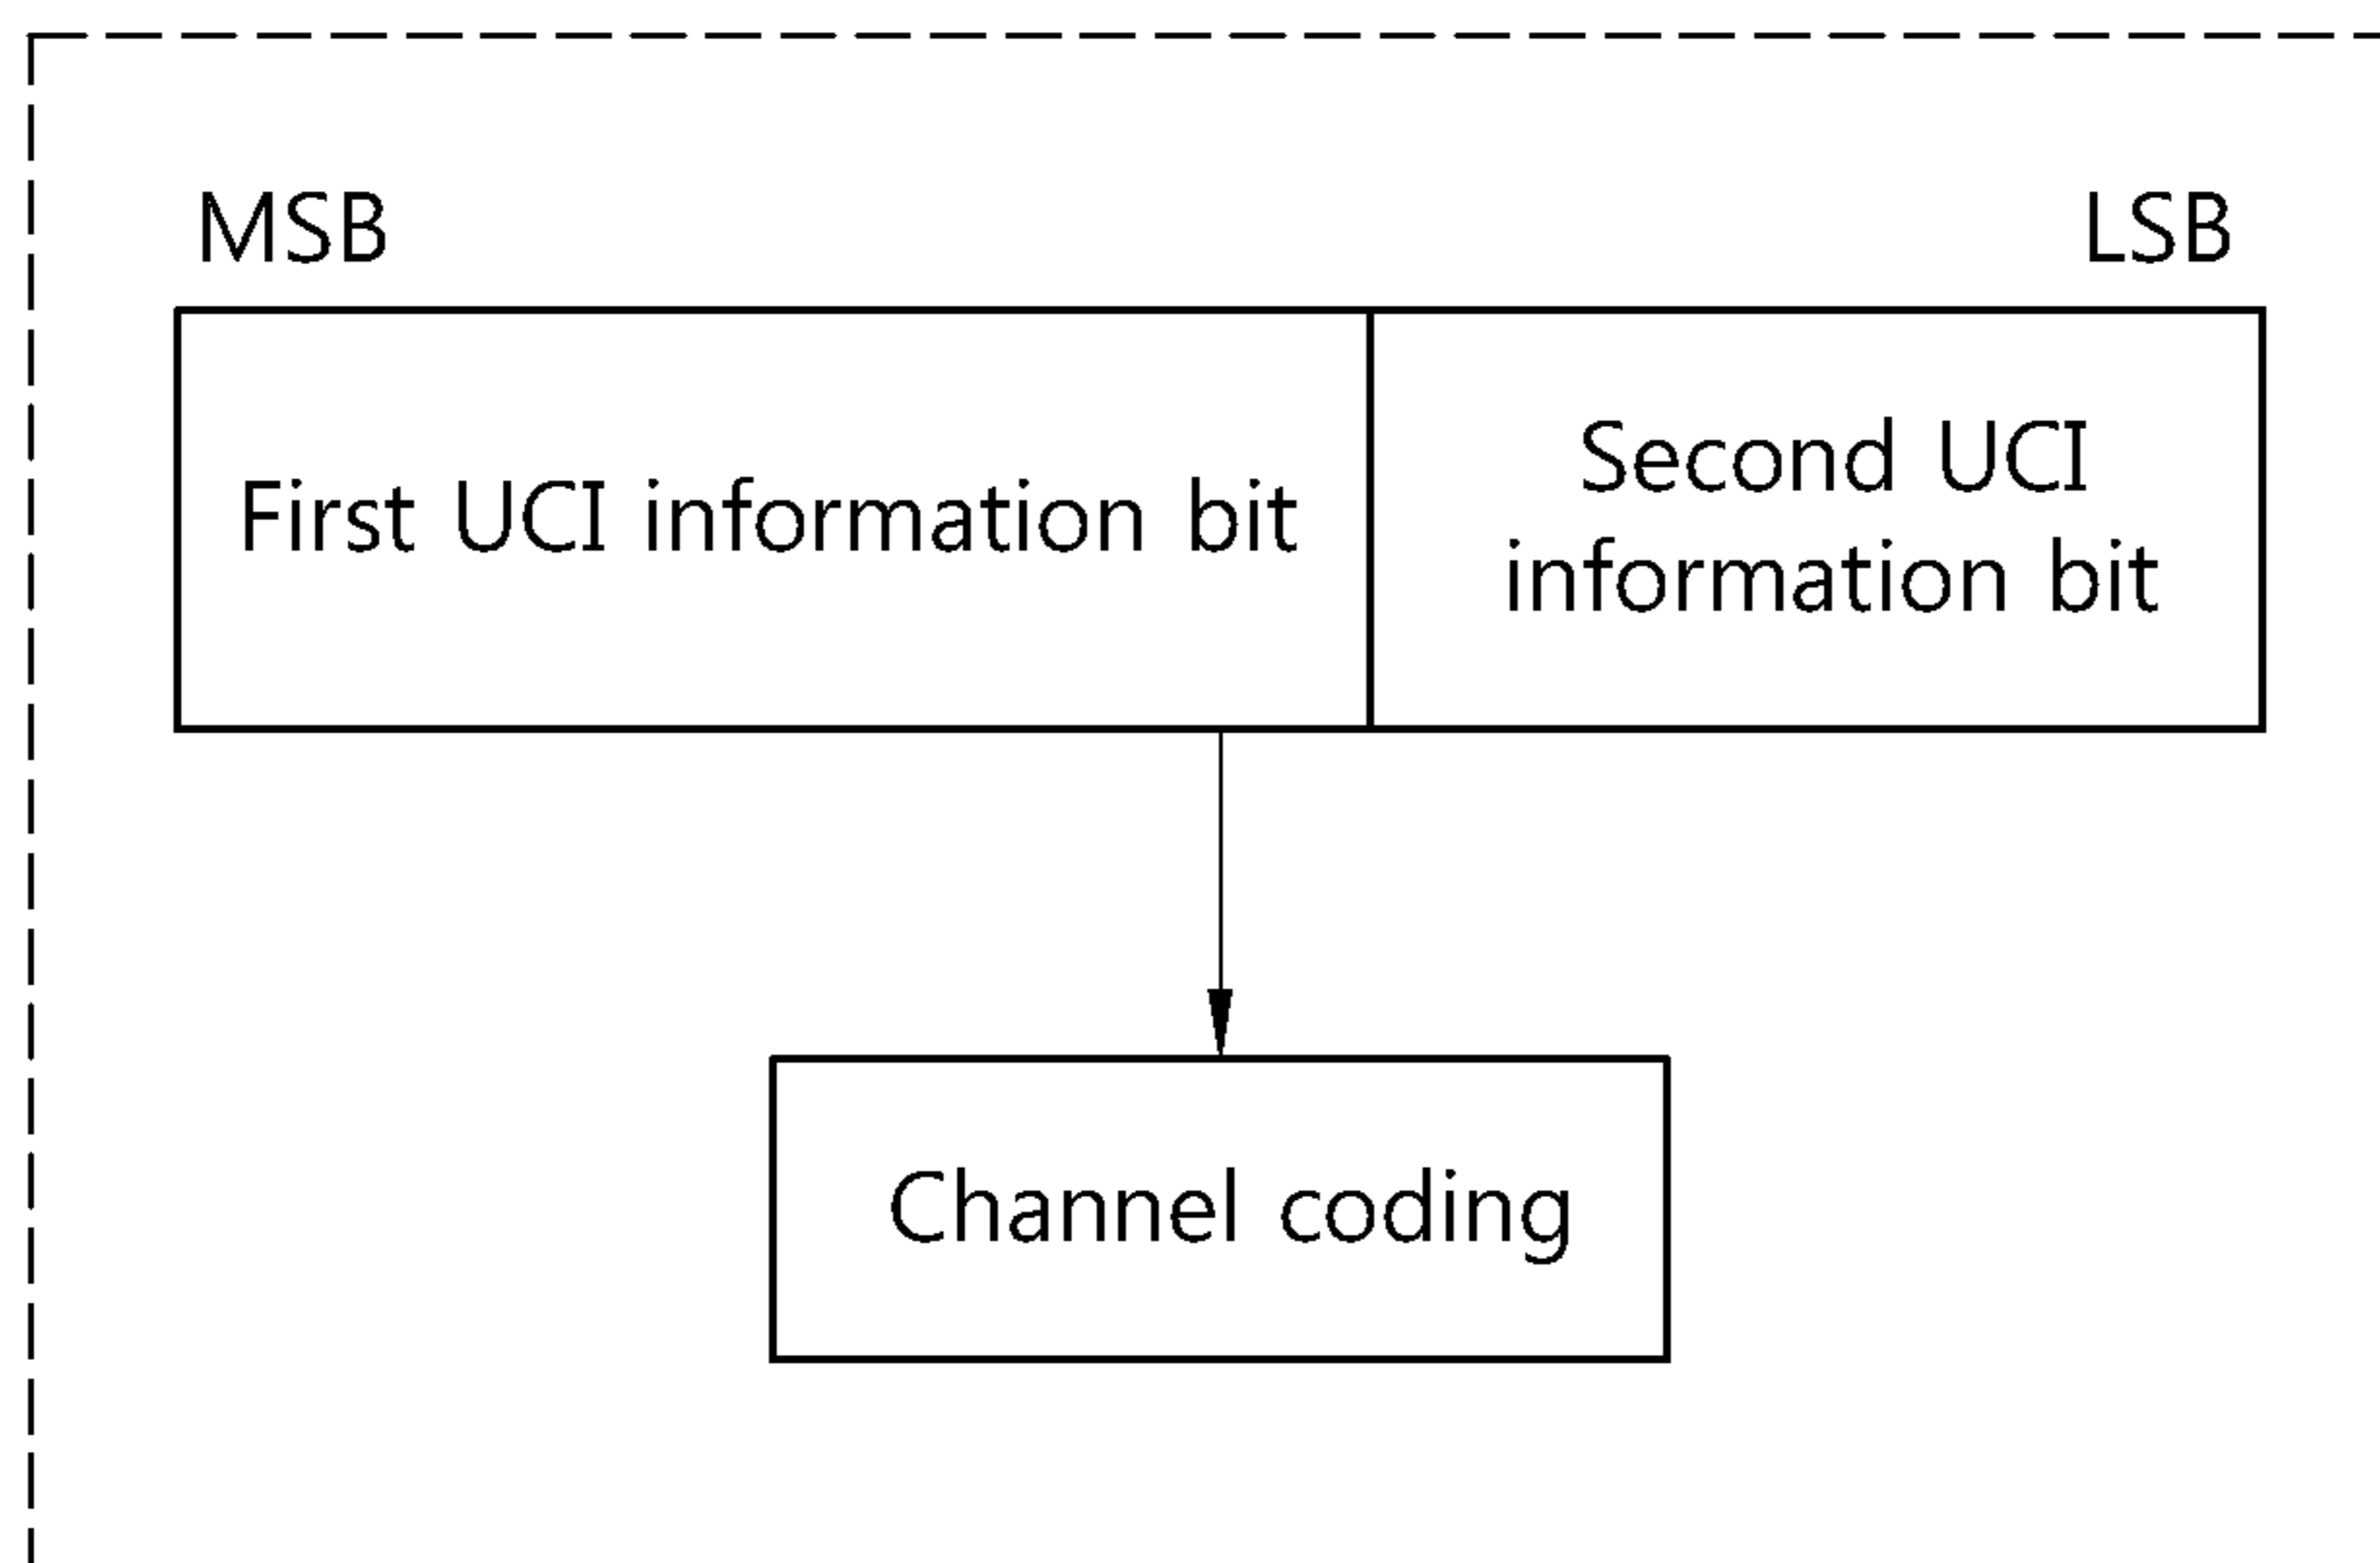 MSB LSB
First UCI information bit
Second UCI
information bit
Channel coding